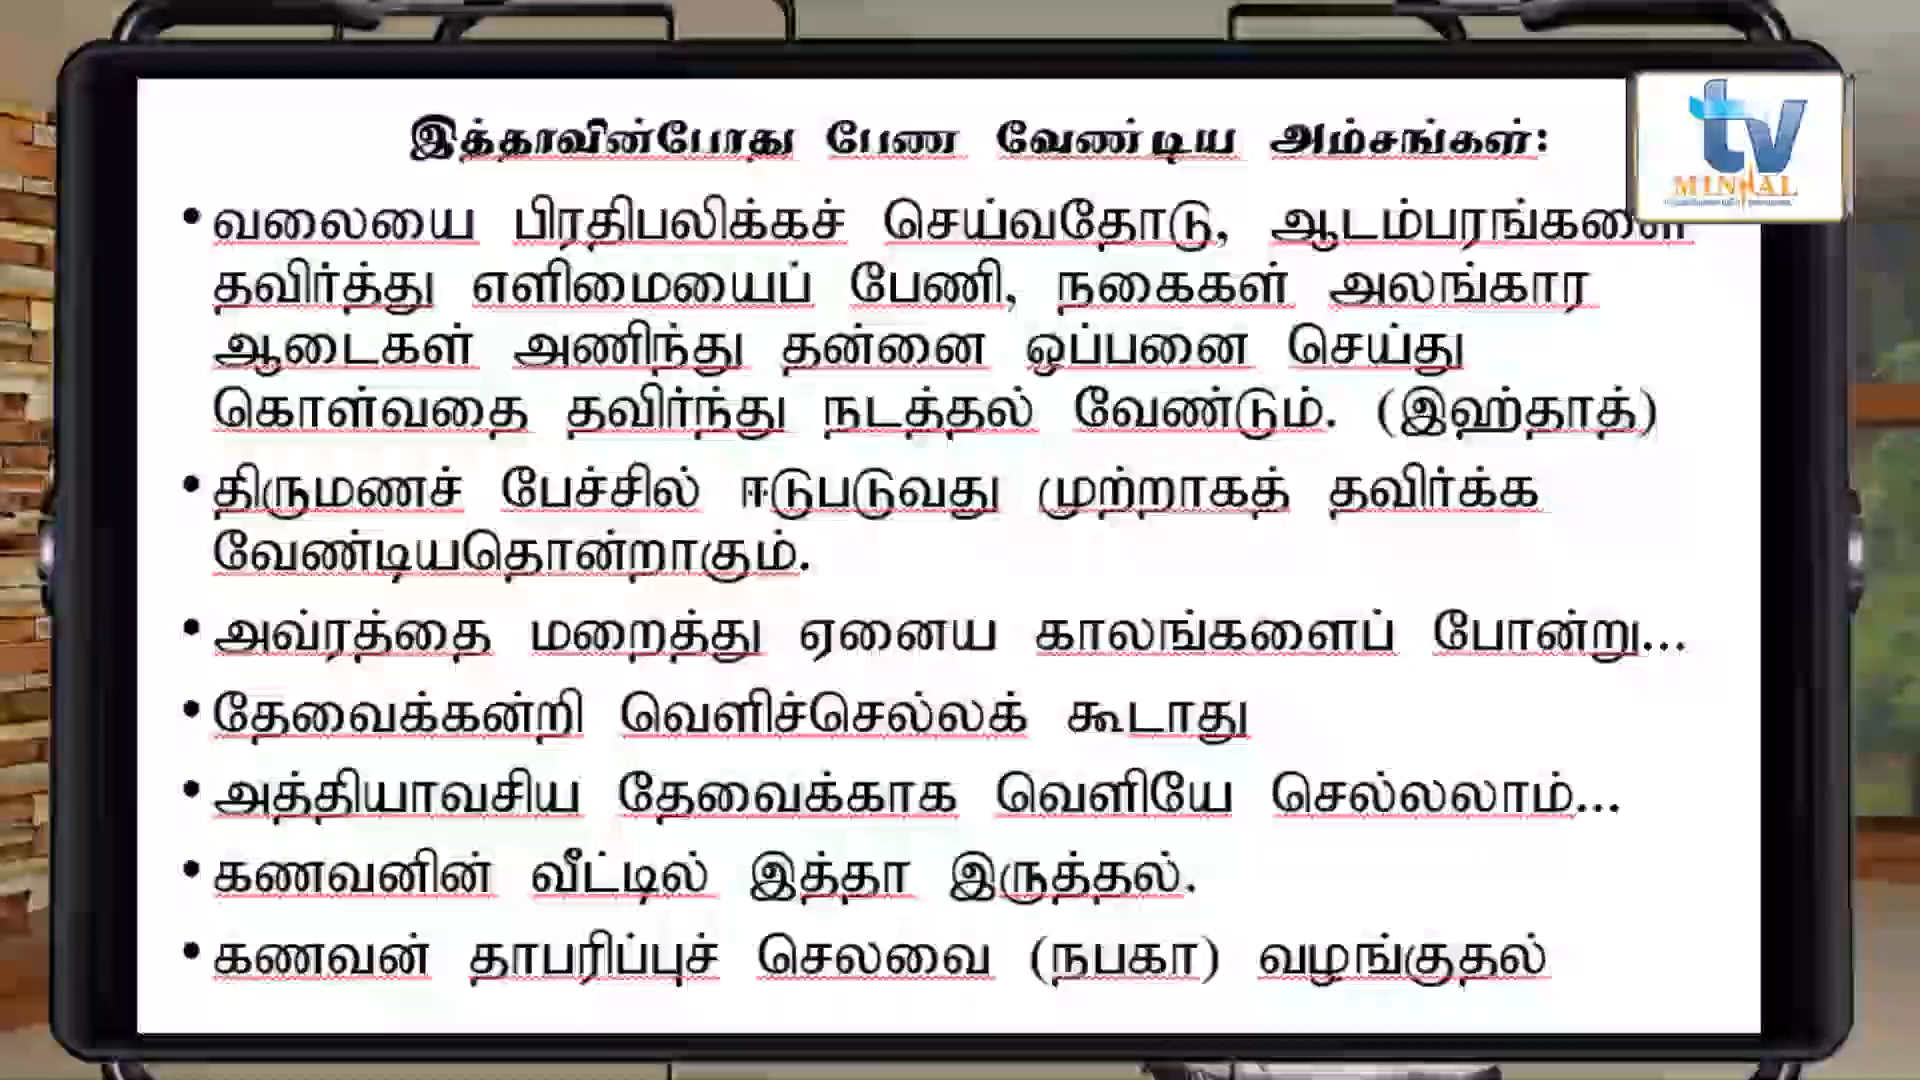 இத்தாவின்போது பேண வேண்டிய அம்சங்கள்:
tv
MINNAL
• வலையை பிரதிபலிக்கச் செய்வதோடு, ஆடம்பரங்களை
தவிர்த்து எளிமையைப் பேணி, நகைகள் அலங்கார
ஆடைகள் அணிந்து தன்னை ஒப்பனை செய்து
கொள்வதை தவிர்ந்து நடத்தல் வேண்டும். (இஹ்தாத்)
• திருமணச் பேச்சில் ஈடுபடுவது முற்றாகத் தவிர்க்க
வேண்டியதொன்றாகும்.
• அவ்ரத்தை மறைத்து ஏனைய காலங்களைப் போன்று...
• தேவைக்கன்றி வெளிச்செல்லக் கூடாது
• அத்தியாவசிய தேவைக்காக வெளியே செல்லலாம்...
• கணவனின் வீட்டில் இத்தா இருத்தல்.
• கணவன் தாபரிப்புச் செலவை (நபகா) வழங்குதல்